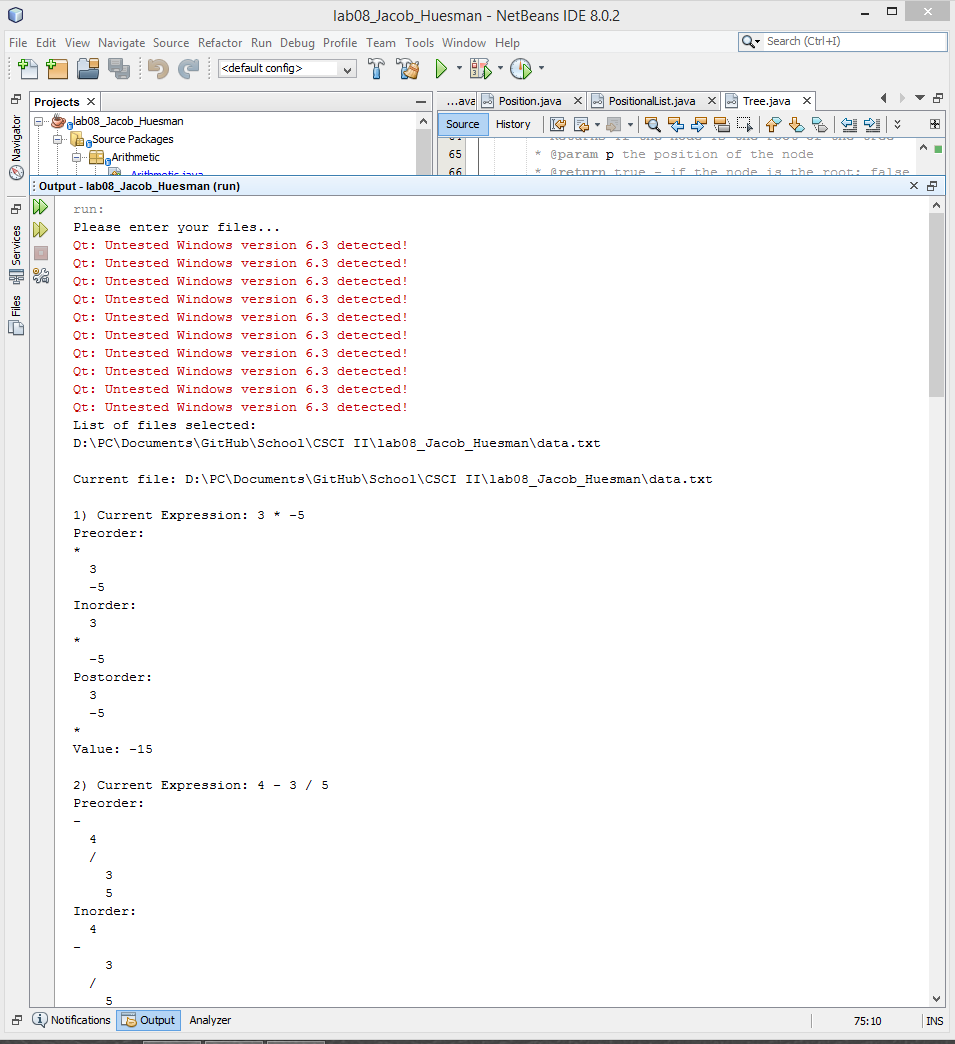 lab08_Jacob_Huesman - NetBeans IDE 8.0.2
File Edit View Navigate Source Refactor Run Debug Profile Team Tools Window Help
Search (Ctrl+I)
<default config>
Projects
...ava Position.java PositionalList.java Tree.java
Navigator
lab08_Jacob_Huesman
Source Packages
Arithmetic
Arithmetic.java
Source History
65 * @param p the position of the node
66 * @return true - if the node is the root; false
Output - lab08_Jacob_Huesman (run)
Services
Files
run:
Please enter your files...
Qt: Untested Windows version 6.3 detected!
Qt: Untested Windows version 6.3 detected!
Qt: Untested Windows version 6.3 detected!
Qt: Untested Windows version 6.3 detected!
Qt: Untested Windows version 6.3 detected!
Qt: Untested Windows version 6.3 detected!
Qt: Untested Windows version 6.3 detected!
Qt: Untested Windows version 6.3 detected!
Qt: Untested Windows version 6.3 detected!
Qt: Untested Windows version 6.3 detected!
List of files selected:
D:\PC\Documents\GitHub\School\CSCI II\lab08_Jacob_Huesman\data.txt
Current file: D:\PC\Documents\GitHub\School\CSCI II\lab08_Jacob_Huesman\data.txt
1) Current Expression: 3 * -5
Preorder:
*
3
-5
Inorder:
3
*
-5
Postorder:
3
-5
*
Value: -15
2) Current Expression: 4 - 3 / 5
Preorder:
-
4
/
3
5
Inorder:
4
-
3
/
5
Notifications Output Analyzer
75:10 INS